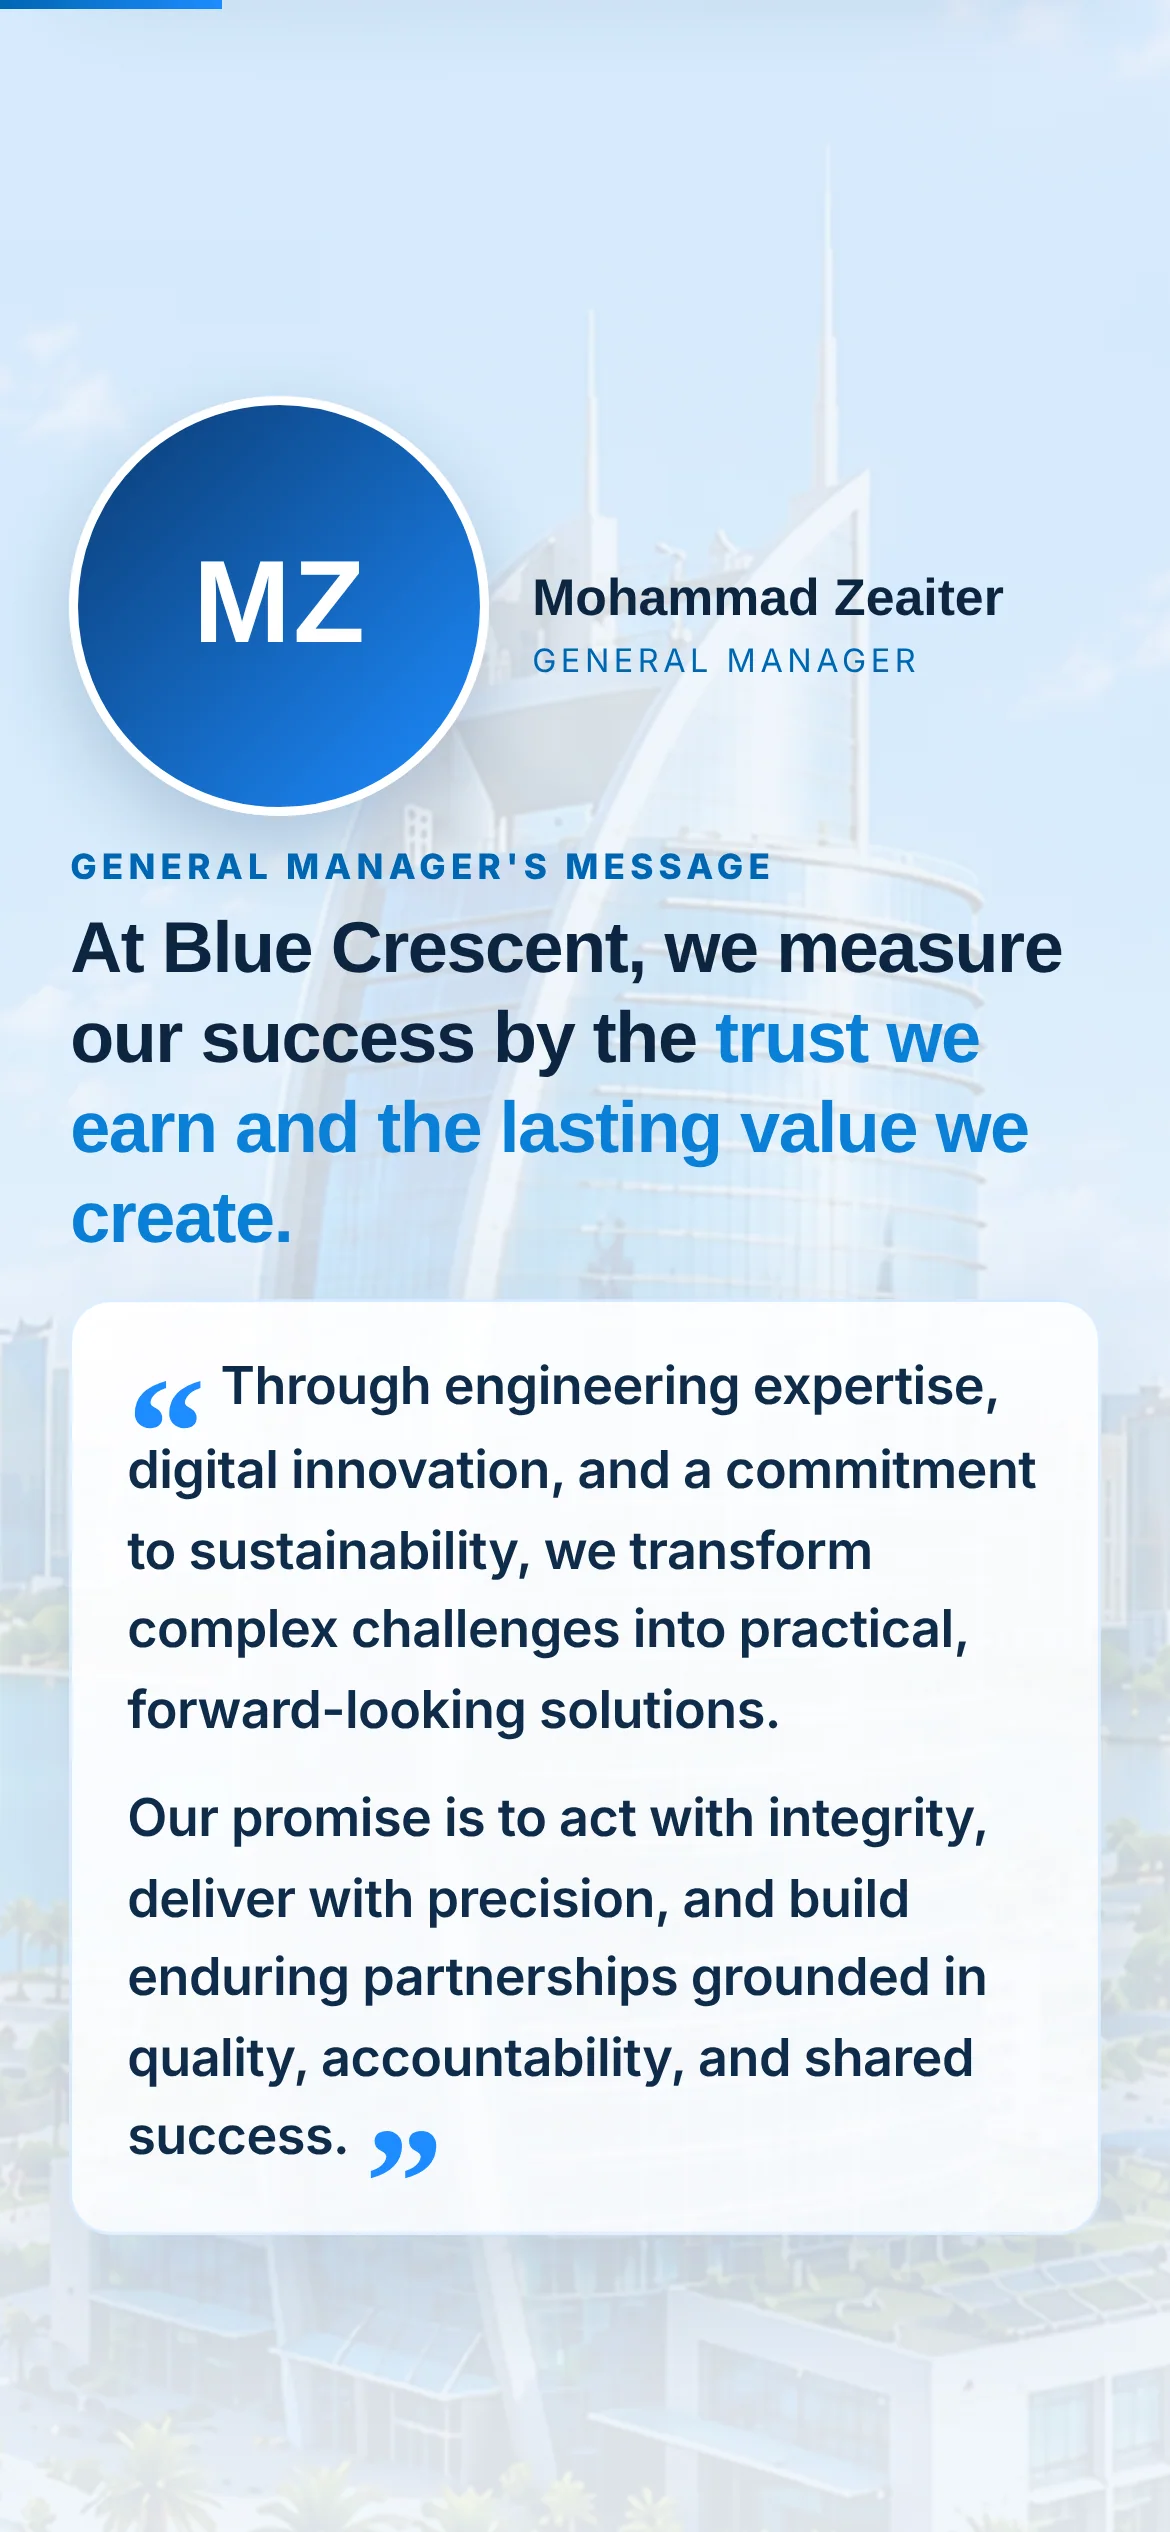 MZ
Mohammad Zeaiter
GENERAL MANAGER
GENERAL MANAGER'S MESSAGE
At Blue Crescent, we measure
our success by the trust we
earn and the lasting value we
create.
“ Through engineering expertise,
digital innovation, and a commitment
to sustainability, we transform
complex challenges into practical,
forward-looking solutions.
Our promise is to act with integrity,
deliver with precision, and build
enduring partnerships grounded in
quality, accountability, and shared
success. ”